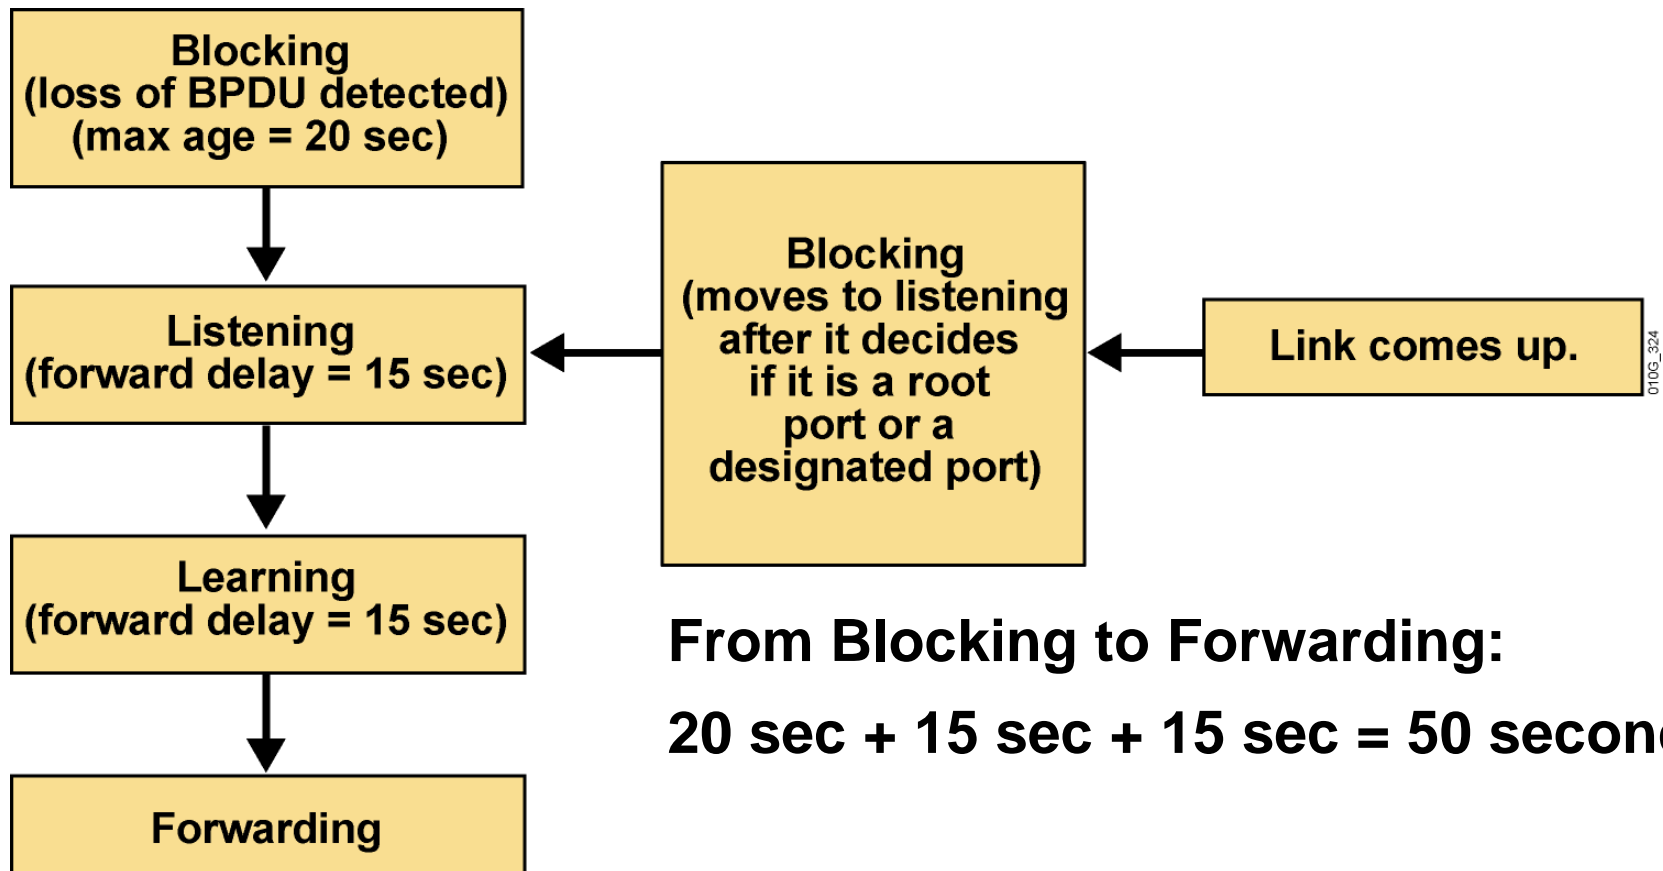 Blocking
(loss of BPDU detected)
(max age = 20 sec)
Listening
(forward delay = 15 sec)
Learning
(forward delay = 15 sec)
Forwarding
Blocking
(moves to listening
after it decides
if it is a root
port or a
designated port)
Link comes up.
010G_324
From Blocking to Forwarding:
20 sec + 15 sec + 15 sec = 50 secon